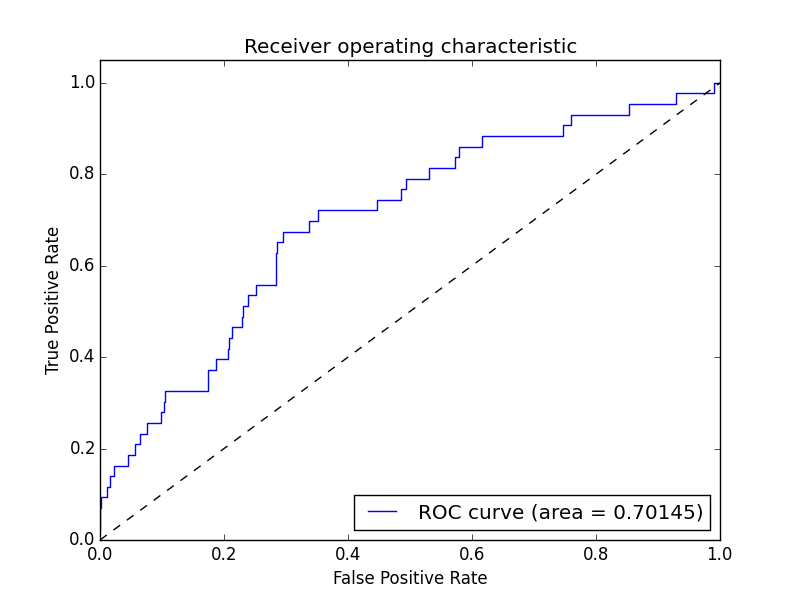 Receiver operating characteristic
1.0
0.8
0.6
0.4
0.2
0.0
True Positive Rate
ROC curve (area = 0.70145)
0.0 0.2 0.4 0.6 0.8 1.0
False Positive Rate